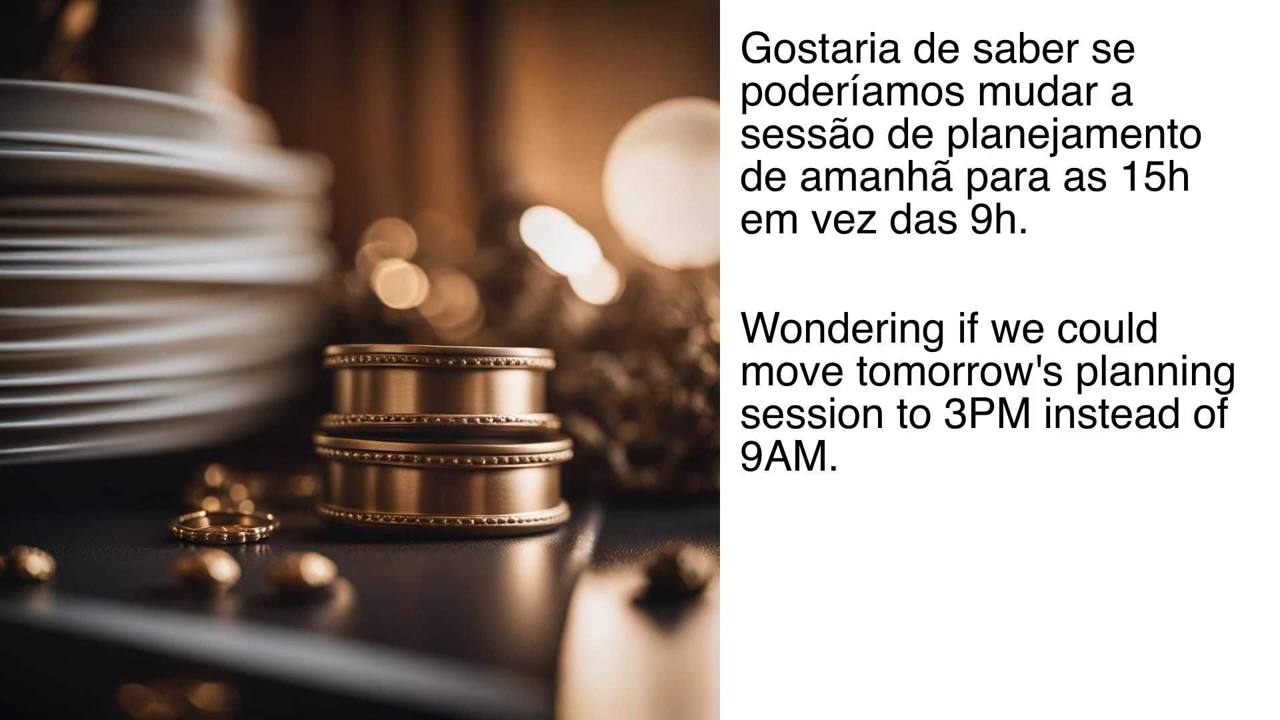 Gostaria de saber se
poderíamos mudar a
sessão de planejamento
de amanhã para as 15h
em vez das 9h.
Wondering if we could
move tomorrow's planning
session to 3PM instead of
9AM.